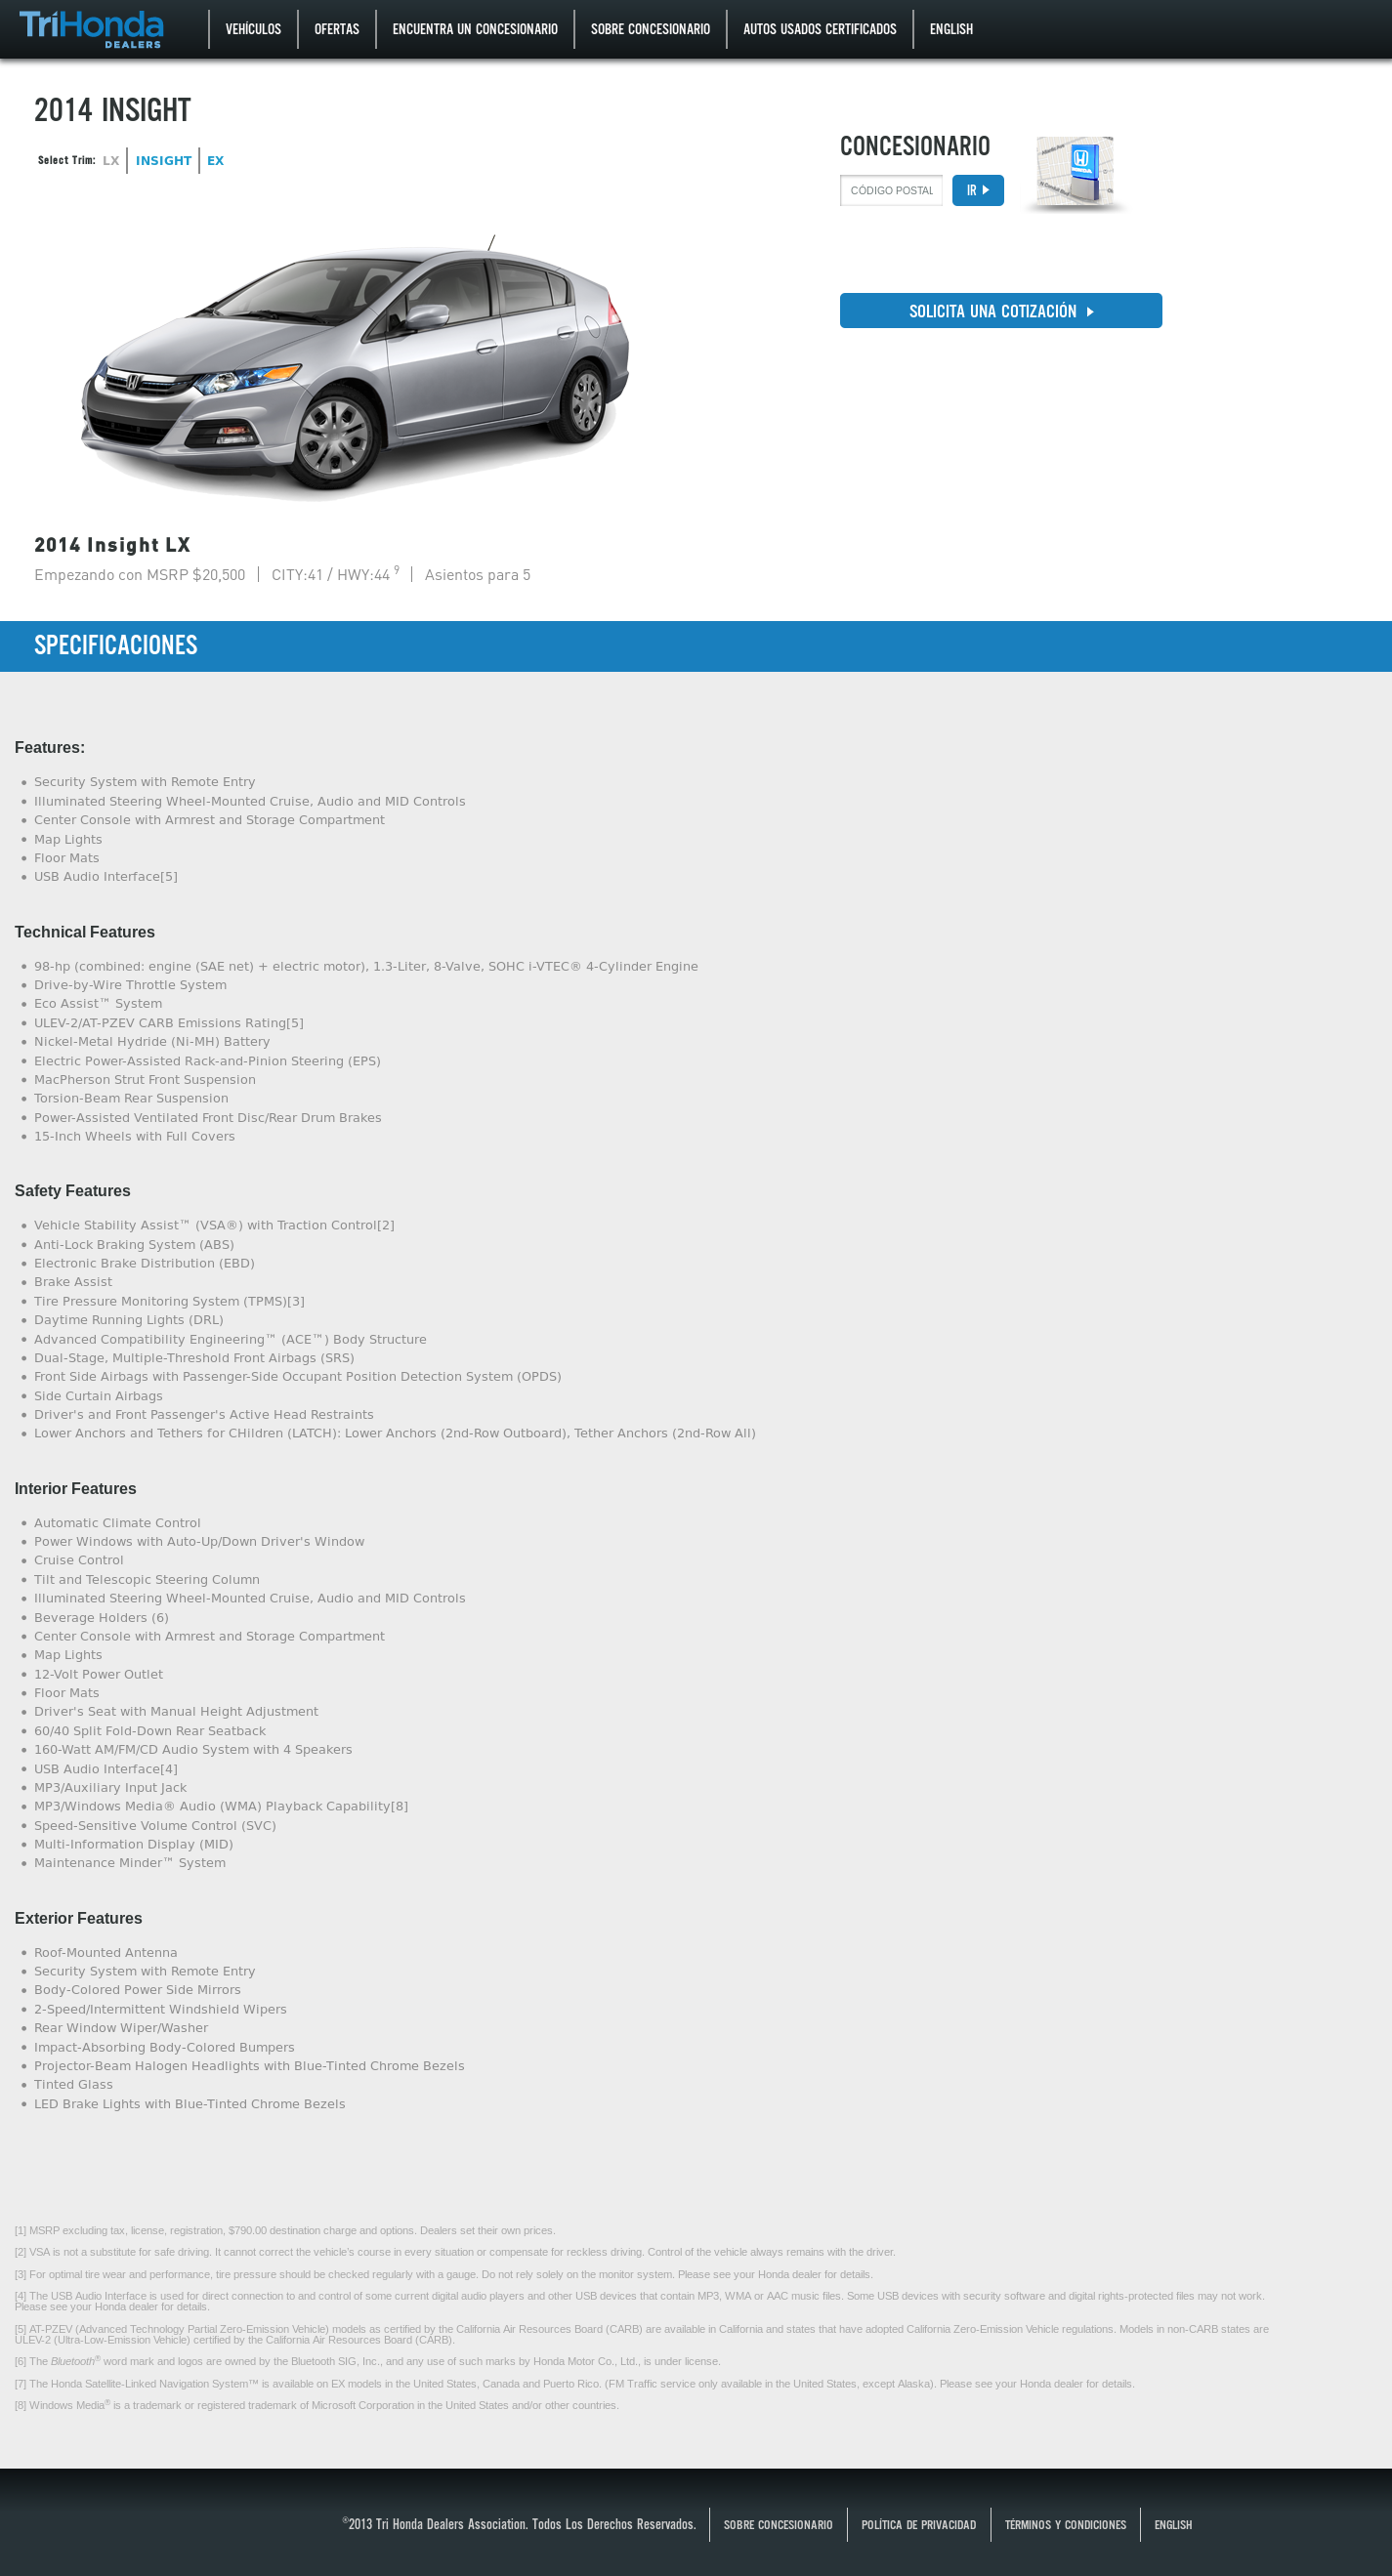 TriHonda
DEALERS
VEHÍCULOS
OFERTAS
ENCUENTRA UN CONCESIONARIO
SOBRE CONCESIONARIO
AUTOS USADOS CERTIFICADOS
ENGLISH
2014 INSIGHT
Select Trim: LX INSIGHT EX
CONCESIONARIO
CÓDIGO POSTAL
IR
SOLICITA UNA COTIZACIÓN
2014 Insight LX
Empezando con MSRP $20,500 | CITY:41 / HWY:44 9 | Asientos para 5
SPECIFICACIONES
Features:
Security System with Remote Entry
Illuminated Steering Wheel-Mounted Cruise, Audio and MID Controls
Center Console with Armrest and Storage Compartment
Map Lights
Floor Mats
USB Audio Interface[5]
Technical Features
98-hp (combined: engine (SAE net) + electric motor), 1.3-Liter, 8-Valve, SOHC i-VTEC® 4-Cylinder Engine
Drive-by-Wire Throttle System
Eco Assist™ System
ULEV-2/AT-PZEV CARB Emissions Rating[5]
Nickel-Metal Hydride (Ni-MH) Battery
Electric Power-Assisted Rack-and-Pinion Steering (EPS)
MacPherson Strut Front Suspension
Torsion-Beam Rear Suspension
Power-Assisted Ventilated Front Disc/Rear Drum Brakes
15-Inch Wheels with Full Covers
Safety Features
Vehicle Stability Assist™ (VSA®) with Traction Control[2]
Anti-Lock Braking System (ABS)
Electronic Brake Distribution (EBD)
Brake Assist
Tire Pressure Monitoring System (TPMS)[3]
Daytime Running Lights (DRL)
Advanced Compatibility Engineering™ (ACE™) Body Structure
Dual-Stage, Multiple-Threshold Front Airbags (SRS)
Front Side Airbags with Passenger-Side Occupant Position Detection System (OPDS)
Side Curtain Airbags
Driver's and Front Passenger's Active Head Restraints
Lower Anchors and Tethers for CHildren (LATCH): Lower Anchors (2nd-Row Outboard), Tether Anchors (2nd-Row All)
Interior Features
Automatic Climate Control
Power Windows with Auto-Up/Down Driver's Window
Cruise Control
Tilt and Telescopic Steering Column
Illuminated Steering Wheel-Mounted Cruise, Audio and MID Controls
Beverage Holders (6)
Center Console with Armrest and Storage Compartment
Map Lights
12-Volt Power Outlet
Floor Mats
Driver's Seat with Manual Height Adjustment
60/40 Split Fold-Down Rear Seatback
160-Watt AM/FM/CD Audio System with 4 Speakers
USB Audio Interface[4]
MP3/Auxiliary Input Jack
MP3/Windows Media® Audio (WMA) Playback Capability[8]
Speed-Sensitive Volume Control (SVC)
Multi-Information Display (MID)
Maintenance Minder™ System
Exterior Features
Roof-Mounted Antenna
Security System with Remote Entry
Body-Colored Power Side Mirrors
2-Speed/Intermittent Windshield Wipers
Rear Window Wiper/Washer
Impact-Absorbing Body-Colored Bumpers
Projector-Beam Halogen Headlights with Blue-Tinted Chrome Bezels
Tinted Glass
LED Brake Lights with Blue-Tinted Chrome Bezels
[1] MSRP excluding tax, license, registration, $790.00 destination charge and options. Dealers set their own prices.
[2] VSA is not a substitute for safe driving. It cannot correct the vehicle's course in every situation or compensate for reckless driving. Control of the vehicle always remains with the driver.
[3] For optimal tire wear and performance, tire pressure should be checked regularly with a gauge. Do not rely solely on the monitor system. Please see your Honda dealer for details.
[4] The USB Audio Interface is used for direct connection to and control of some current digital audio players and other USB devices that contain MP3, WMA or AAC music files. Some USB devices with security software and digital rights-protected files may not work.
Please see your Honda dealer for details.
[5] AT-PZEV (Advanced Technology Partial Zero-Emission Vehicle) models as certified by the California Air Resources Board (CARB) are available in California and states that have adopted California Zero-Emission Vehicle regulations. Models in non-CARB states are
ULEV-2 (Ultra-Low-Emission Vehicle) certified by the California Air Resources Board (CARB).
[6] The Bluetooth® word mark and logos are owned by the Bluetooth SIG, Inc., and any use of such marks by Honda Motor Co., Ltd., is under license.
[7] The Honda Satellite-Linked Navigation System™ is available on EX models in the United States, Canada and Puerto Rico. (FM Traffic service only available in the United States, except Alaska). Please see your Honda dealer for details.
[8] Windows Media® is a trademark or registered trademark of Microsoft Corporation in the United States and/or other countries.
®2013 Tri Honda Dealers Association. Todos Los Derechos Reservados.
SOBRE CONCESIONARIO
POLÍTICA DE PRIVACIDAD
TÉRMINOS Y CONDICIONES
ENGLISH